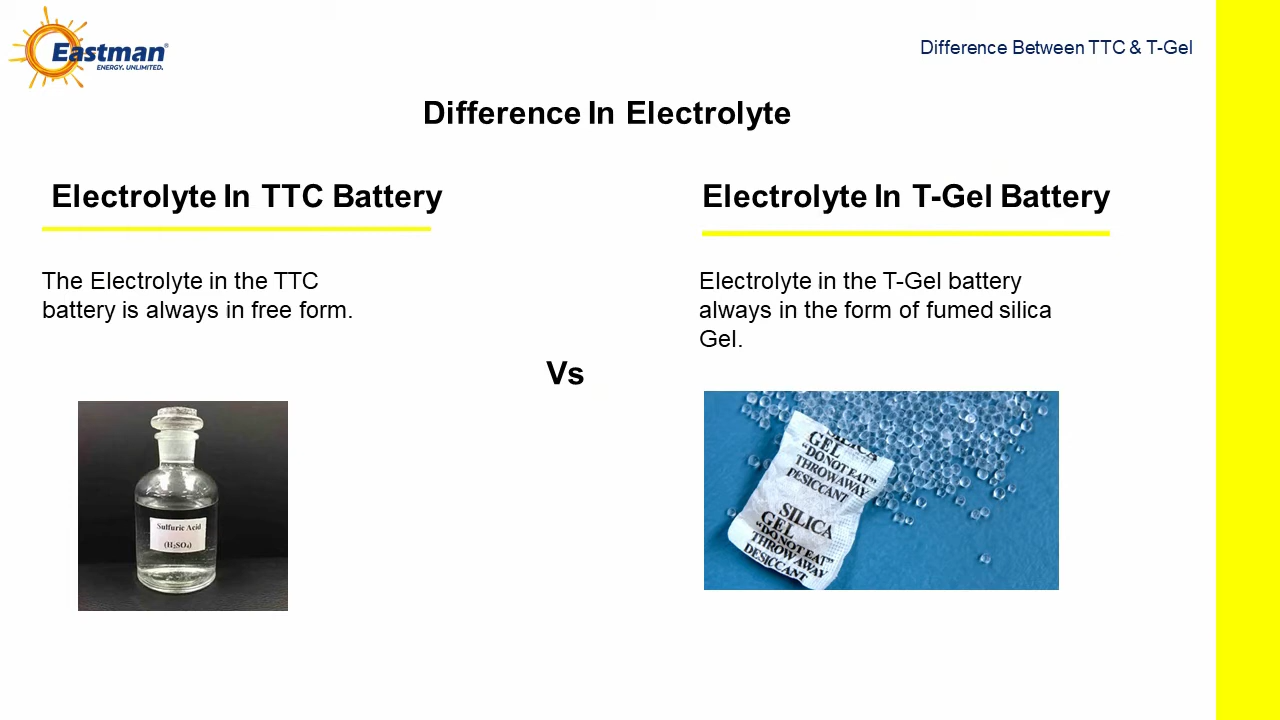 Eastman®
ENERGY. UNLIMITED.
Difference Between TTC & T-Gel
Difference In Electrolyte
Electrolyte In TTC Battery
The Electrolyte in the TTC
battery is always in free form.
Sulfuric Acid
(H₂SO₄)
Vs
Electrolyte In T-Gel Battery
Electrolyte in the T-Gel battery
always in the form of fumed silica
Gel.
SILICA
GEL
"DO NOT EAT"
THROW AWAY
DESICCANT
SILICA
GEL
"DO NOT EAT"
THROW AWAY
DESICCANT